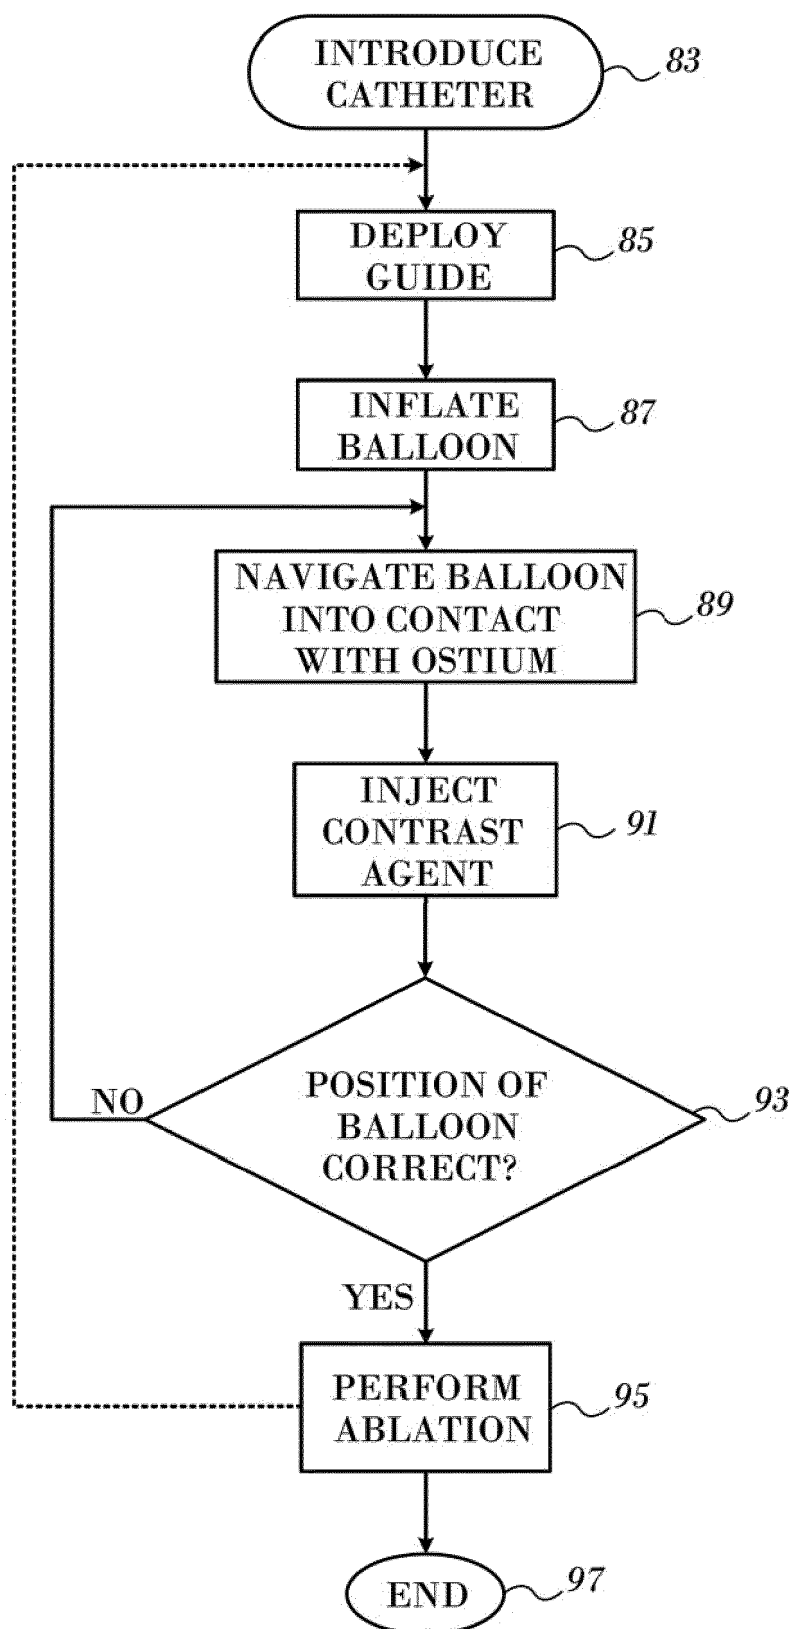 INTRODUCE
CATHETER
83
DEPLOY
GUIDE
85
INFLATE
BALLOON
87
NAVIGATE BALLOON
INTO CONTACT
WITH OSTIUM
89
INJECT
CONTRAST
AGENT
91
POSITION OF
BALLOON
CORRECT?
93
NO
YES
PERFORM
ABLATION
95
END
97